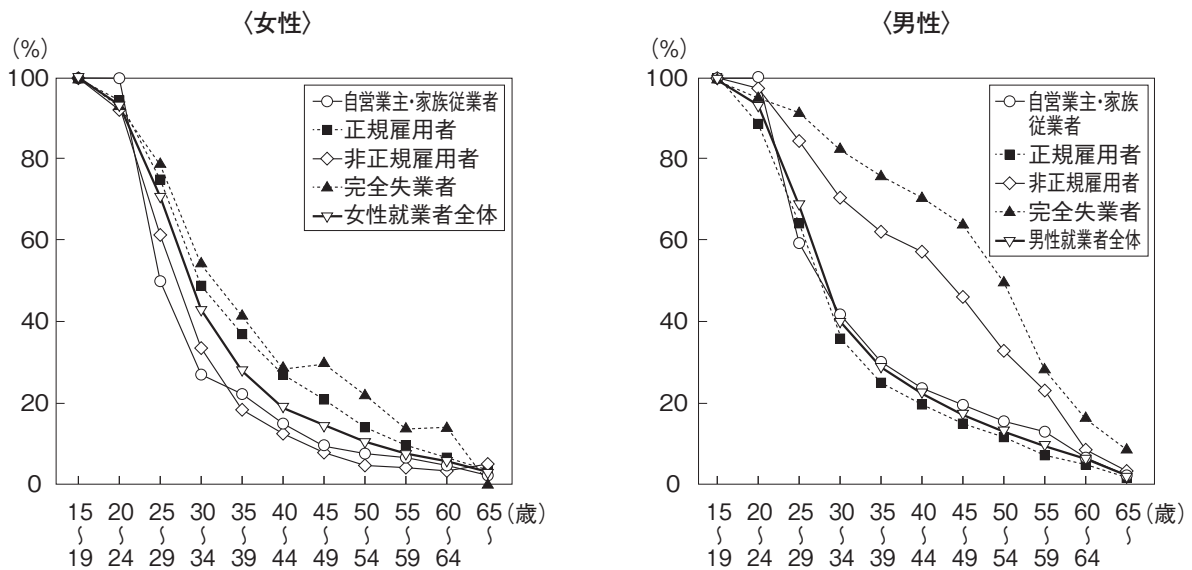 〈女性〉
(%)
100
80
60
40
20
0
自営業主・家族従業者
正規雇用者
非正規雇用者
完全失業者
女性就業者全体
15 20 25 30 35 40 45 50 55 60 65(歳)
〜 〜 〜 〜 〜 〜 〜 〜 〜 〜 〜
19 24 29 34 39 44 49 54 59 64
〈男性〉
(%)
100
80
60
40
20
0
自営業主・家族
従業者
正規雇用者
非正規雇用者
完全失業者
男性就業者全体
15 20 25 30 35 40 45 50 55 60 65(歳)
〜 〜 〜 〜 〜 〜 〜 〜 〜 〜 〜
19 24 29 34 39 44 49 54 59 64